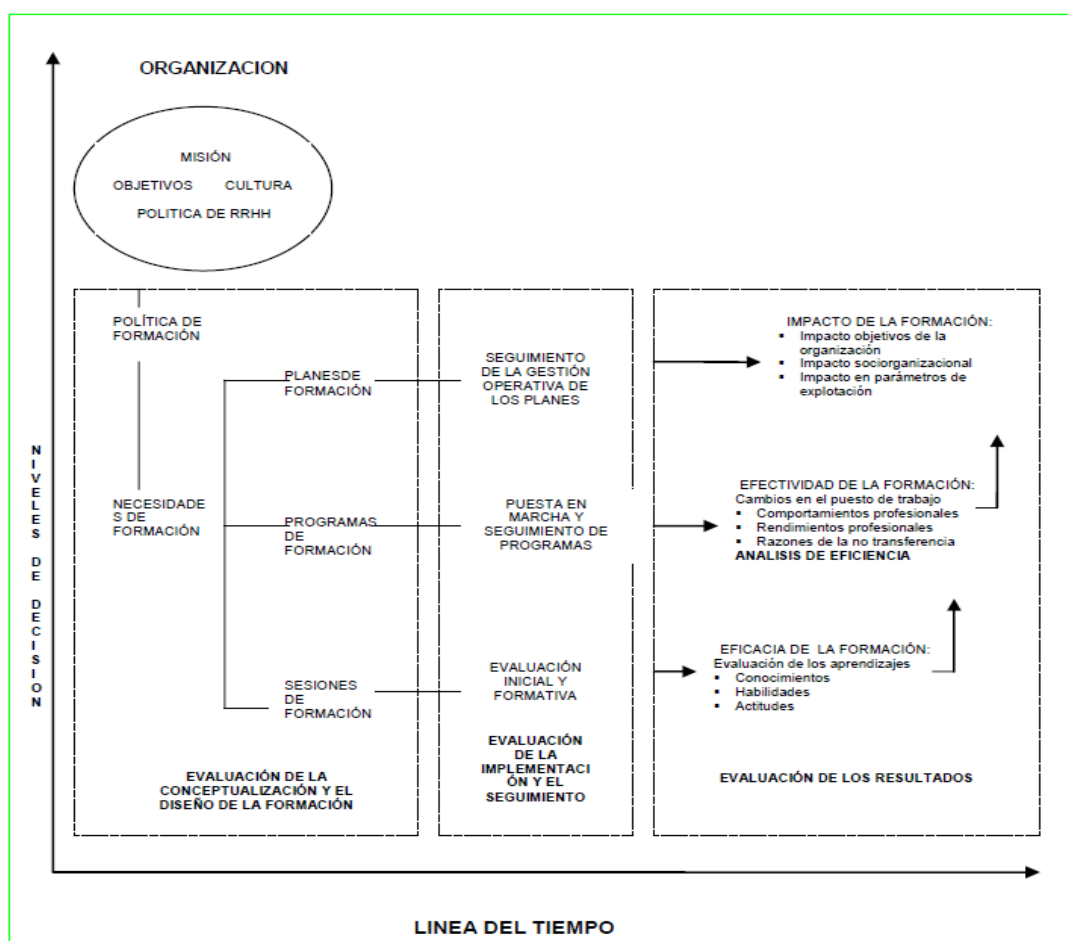 ORGANIZACION
MISIÓN
OBJETIVOS CULTURA
POLITICA DE RRHH
POLÍTICA DE
FORMACIÓN
NECESIDADE
S DE
FORMACIÓN
PLANESDE
FORMACIÓN
PROGRAMAS
DE
FORMACIÓN
SESIONES
DE
FORMACIÓN
EVALUACIÓN DE LA
CONCEPTUALIZACIÓN Y EL
DISEÑO DE LA FORMACIÓN
SEGUIMIENTO
DE LA GESTIÓN
OPERATIVA DE
LOS PLANES
PUESTA EN
MARCHA Y
SEGUIMIENTO DE
PROGRAMAS
EVALUACIÓN
INICIAL Y
FORMATIVA
EVALUACIÓN
DE LA
IMPLEMENTACI
ÓN Y EL
SEGUIMIENTO
IMPACTO DE LA FORMACIÓN:
▪ Impacto objetivos de la
organización
▪ Impacto sociorganizacional
▪ Impacto en parámetros de
explotación
EFECTIVIDAD DE LA FORMACIÓN:
Cambios en el puesto de trabajo
▪ Comportamientos profesionales
▪ Rendimientos profesionales
▪ Razones de la no transferencia
ANALISIS DE EFICIENCIA
EFICACIA DE LA FORMACIÓN:
Evaluación de los aprendizajes
▪ Conocimientos
▪ Habilidades
▪ Actitudes
EVALUACIÓN DE LOS RESULTADOS
NIVELES DE DECISION
LINEA DEL TIEMPO